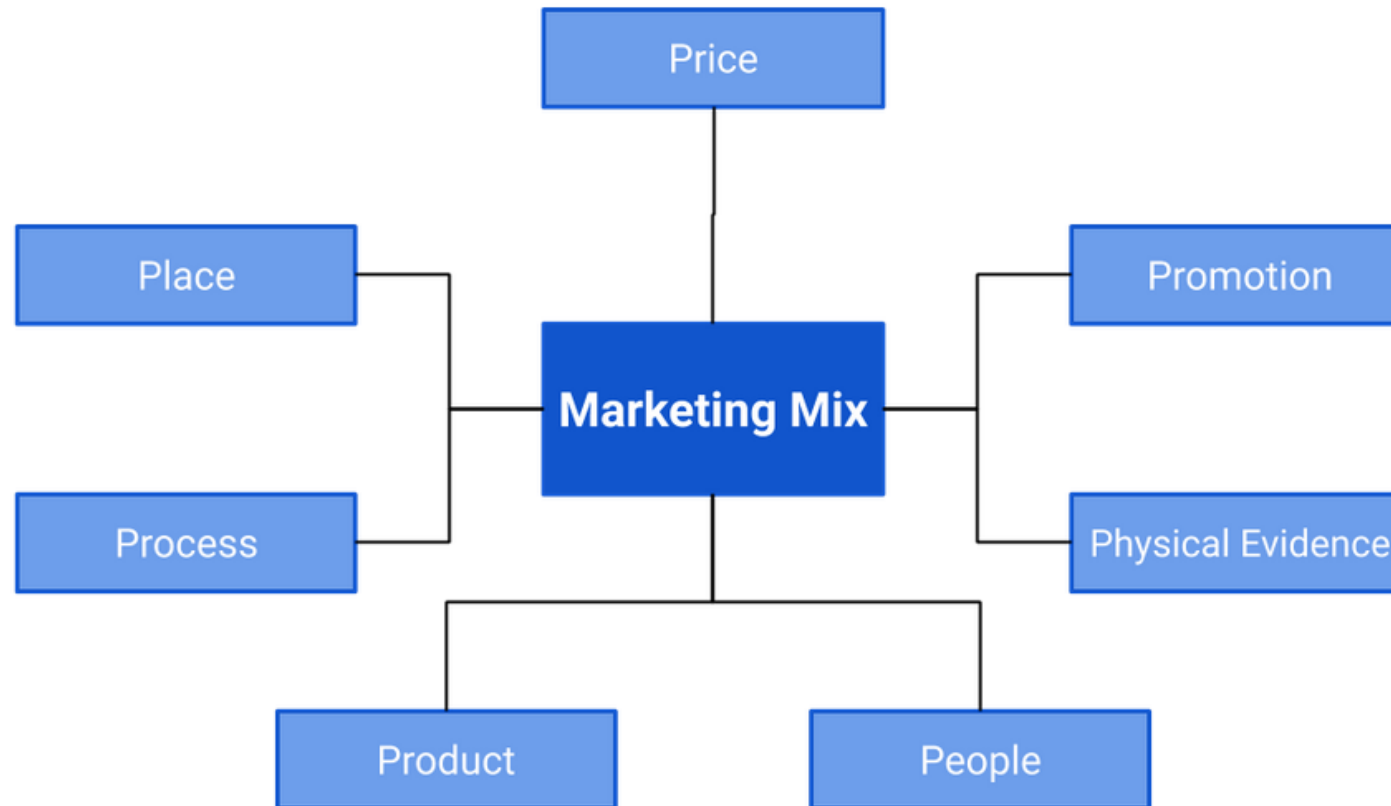 Price
Place
Promotion
Marketing Mix
Process
Physical Evidence
Product
People